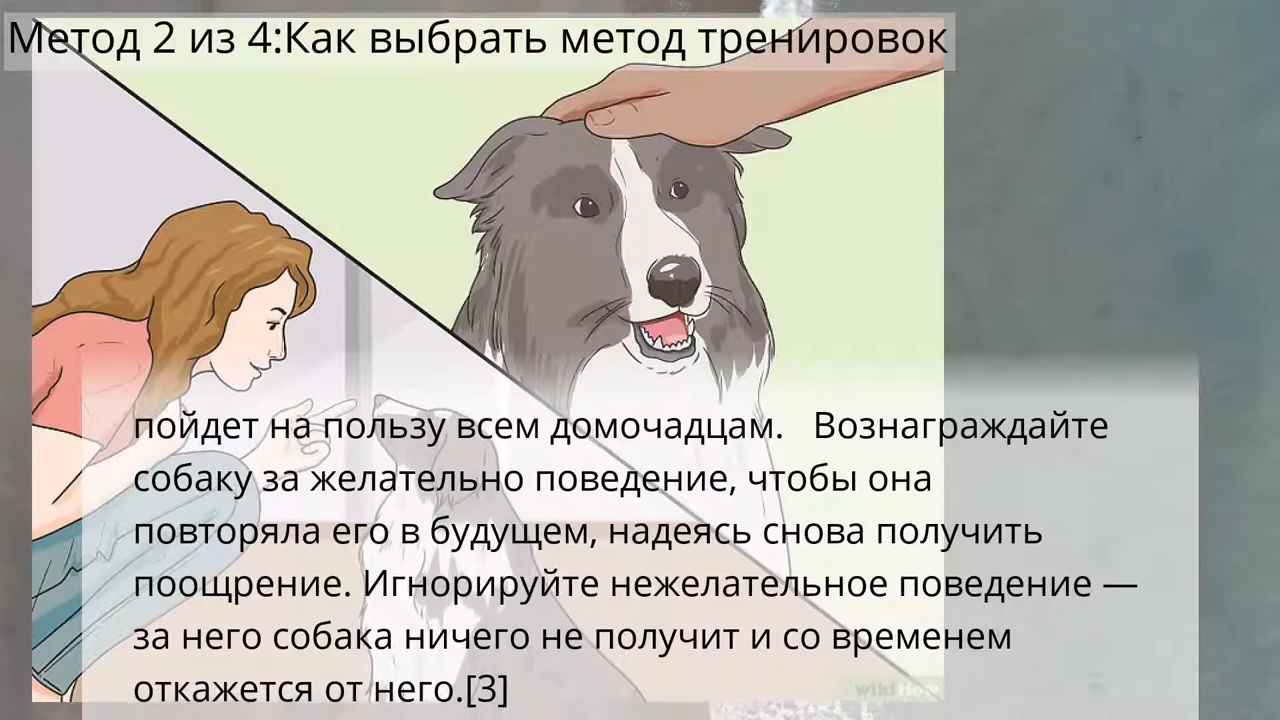 Метод 2 из 4:Как выбрать метод тренировок
пойдет на пользу всем домочадцам. Вознаграждайте
собаку за желательно поведение, чтобы она
повторяла его в будущем, надеясь снова получить
поощрение. Игнорируйте нежелательное поведение —
за него собака ничего не получит и со временем
откажется от него.[3]
wikiHow